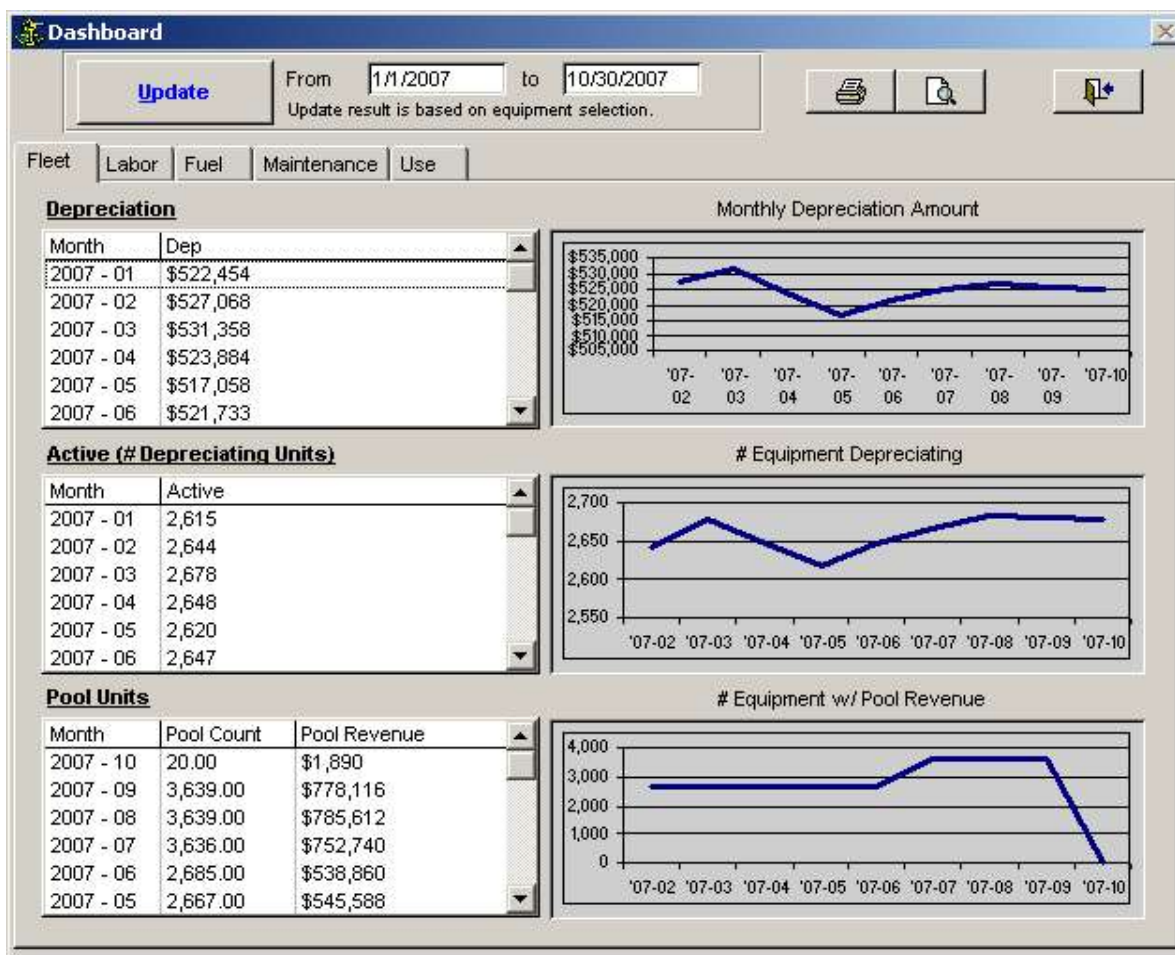 Dashboard
Update
From 1/1/2007 to 10/30/2007
Update result is based on equipment selection.
Fleet Labor Fuel Maintenance Use
Depreciation
Month Dep
2007 - 01 $522,454
2007 - 02 $527,068
2007 - 03 $531,358
2007 - 04 $523,884
2007 - 05 $517,058
2007 - 06 $521,733
Monthly Depreciation Amount
$535,000
$530,000
$525,000
$520,000
$515,000
$510,000
$505,000
'07-02 '07-03 '07-04 '07-05 '07-06 '07-07 '07-08 '07-09 '07-10
Active (# Depreciating Units)
Month Active
2007 - 01 2,615
2007 - 02 2,644
2007 - 03 2,678
2007 - 04 2,648
2007 - 05 2,620
2007 - 06 2,647
# Equipment Depreciating
2,700
2,650
2,600
2,550
'07-02 '07-03 '07-04 '07-05 '07-06 '07-07 '07-08 '07-09 '07-10
Pool Units
Month Pool Count Pool Revenue
2007 - 10 20.00 $1,890
2007 - 09 3,639.00 $778,116
2007 - 08 3,639.00 $785,612
2007 - 07 3,636.00 $752,740
2007 - 06 2,685.00 $538,860
2007 - 05 2,667.00 $545,588
# Equipment w/ Pool Revenue
4,000
3,000
2,000
1,000
0
'07-02 '07-03 '07-04 '07-05 '07-06 '07-07 '07-08 '07-09 '07-10